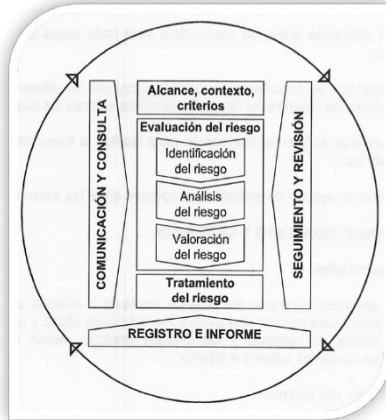 Alcance, contexto,
criterios
Evaluación del riesgo
Identificación
del riesgo
Análisis
del riesgo
Valoración
del riesgo
Tratamiento
del riesgo
COMUNICACIÓN Y CONSULTA
SEGUIMIENTO Y REVISIÓN
REGISTRO E INFORME